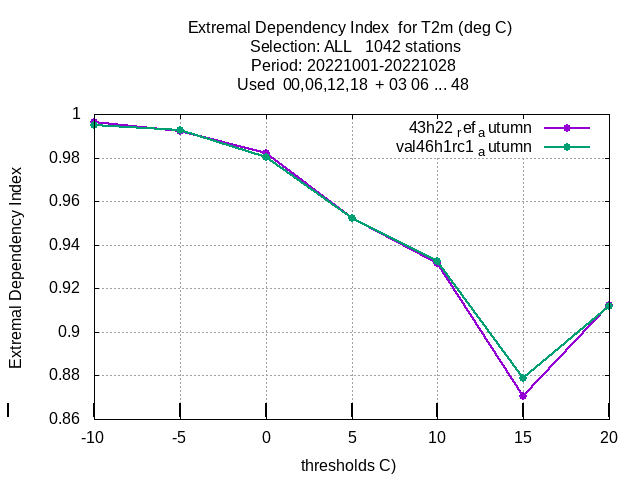 Extremal Dependency Index  for T2m (deg C)
Selection: ALL   1042 stations
Period: 20221001-20221028
Used  00,06,12,18  + 03 06 ... 48
43h22 ref a utumn
val46h1rc1 a utumn
Extremal Dependency Index
1
0.98
0.96
0.94
0.92
0.9
0.88
0.86
-10 -5 0 5 10 15 20
thresholds C)